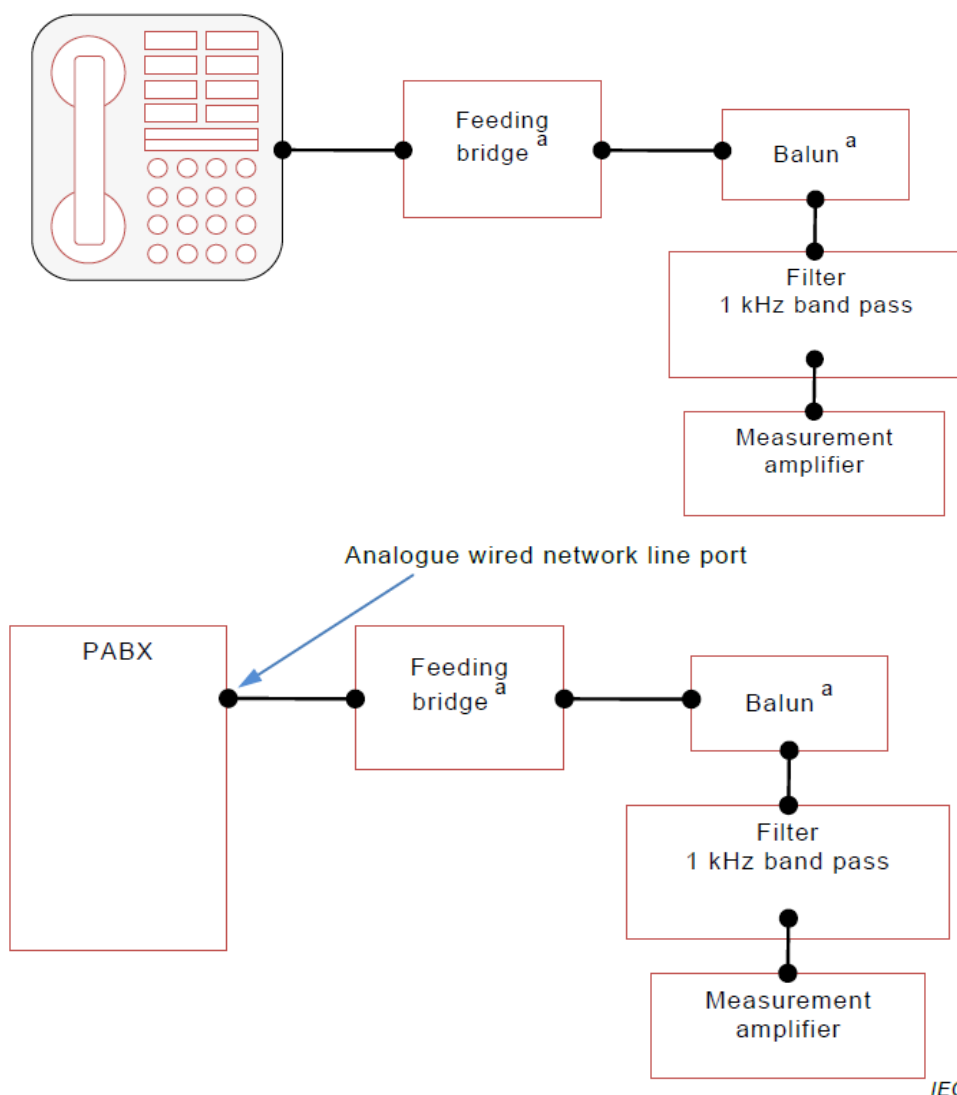 Feeding
bridge a
Balun a
Filter
1 kHz band pass
Measurement
amplifier
Analogue wired network line port
PABX
Feeding
bridge a
Balun a
Filter
1 kHz band pass
Measurement
amplifier
IEC